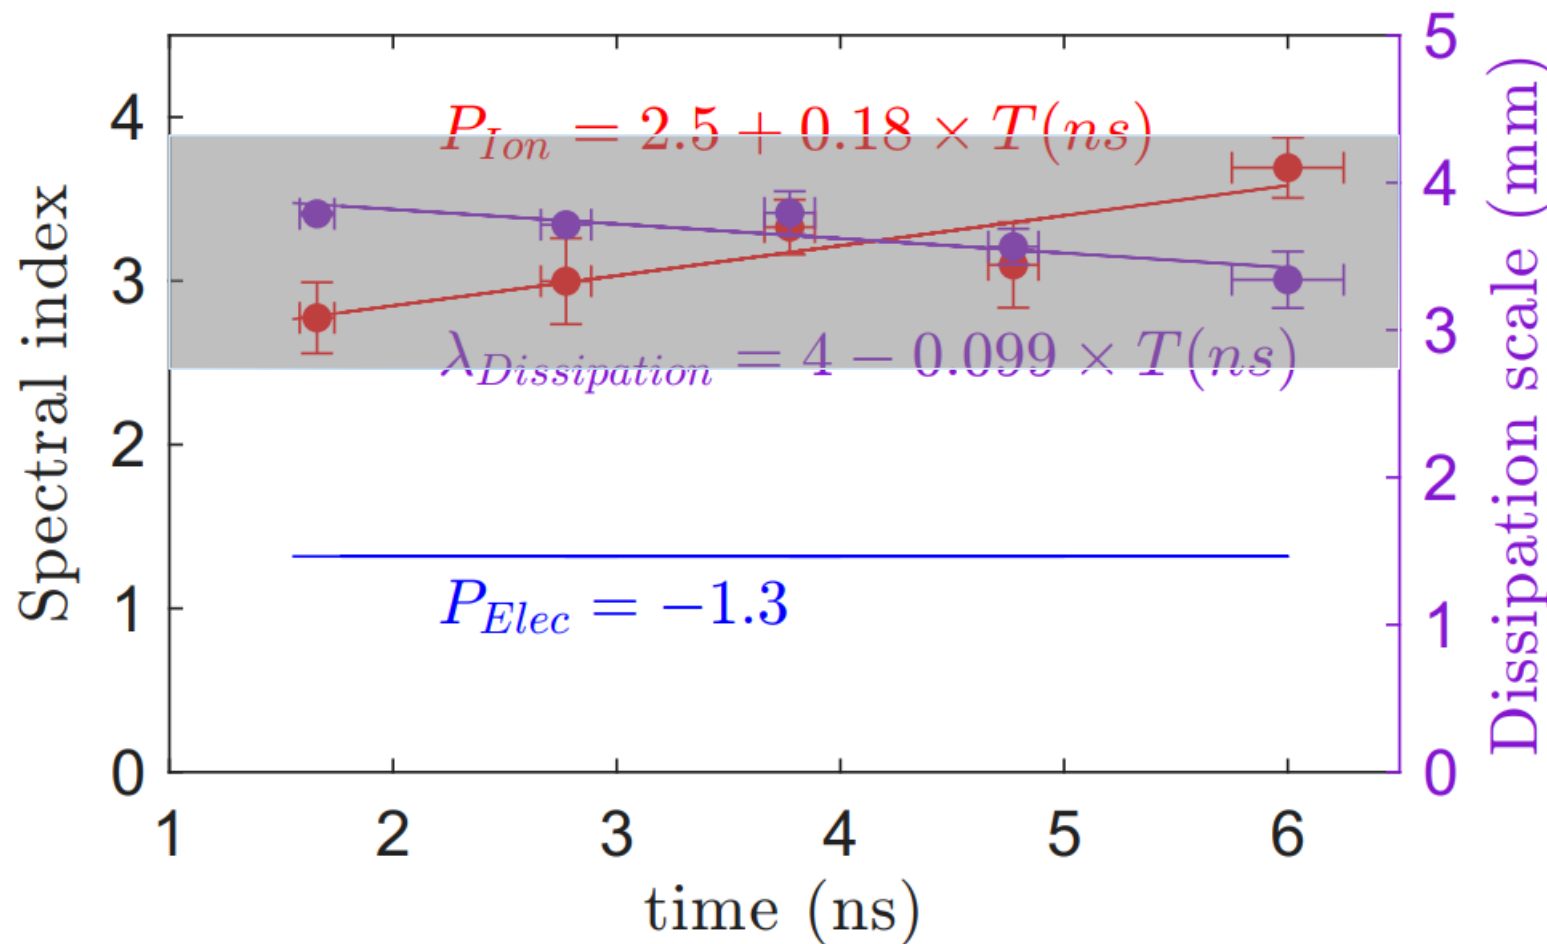 Spectral index
4
3
2
1
0
P_{Ion} = 2.5 + 0.18 × T(ns)
λ_{Dissipation} = 4 − 0.099 × T(ns)
P_{Elec} = −1.3
5
4
3
2
1
0
Dissipation scale (mm)
1 2 3 4 5 6
time (ns)